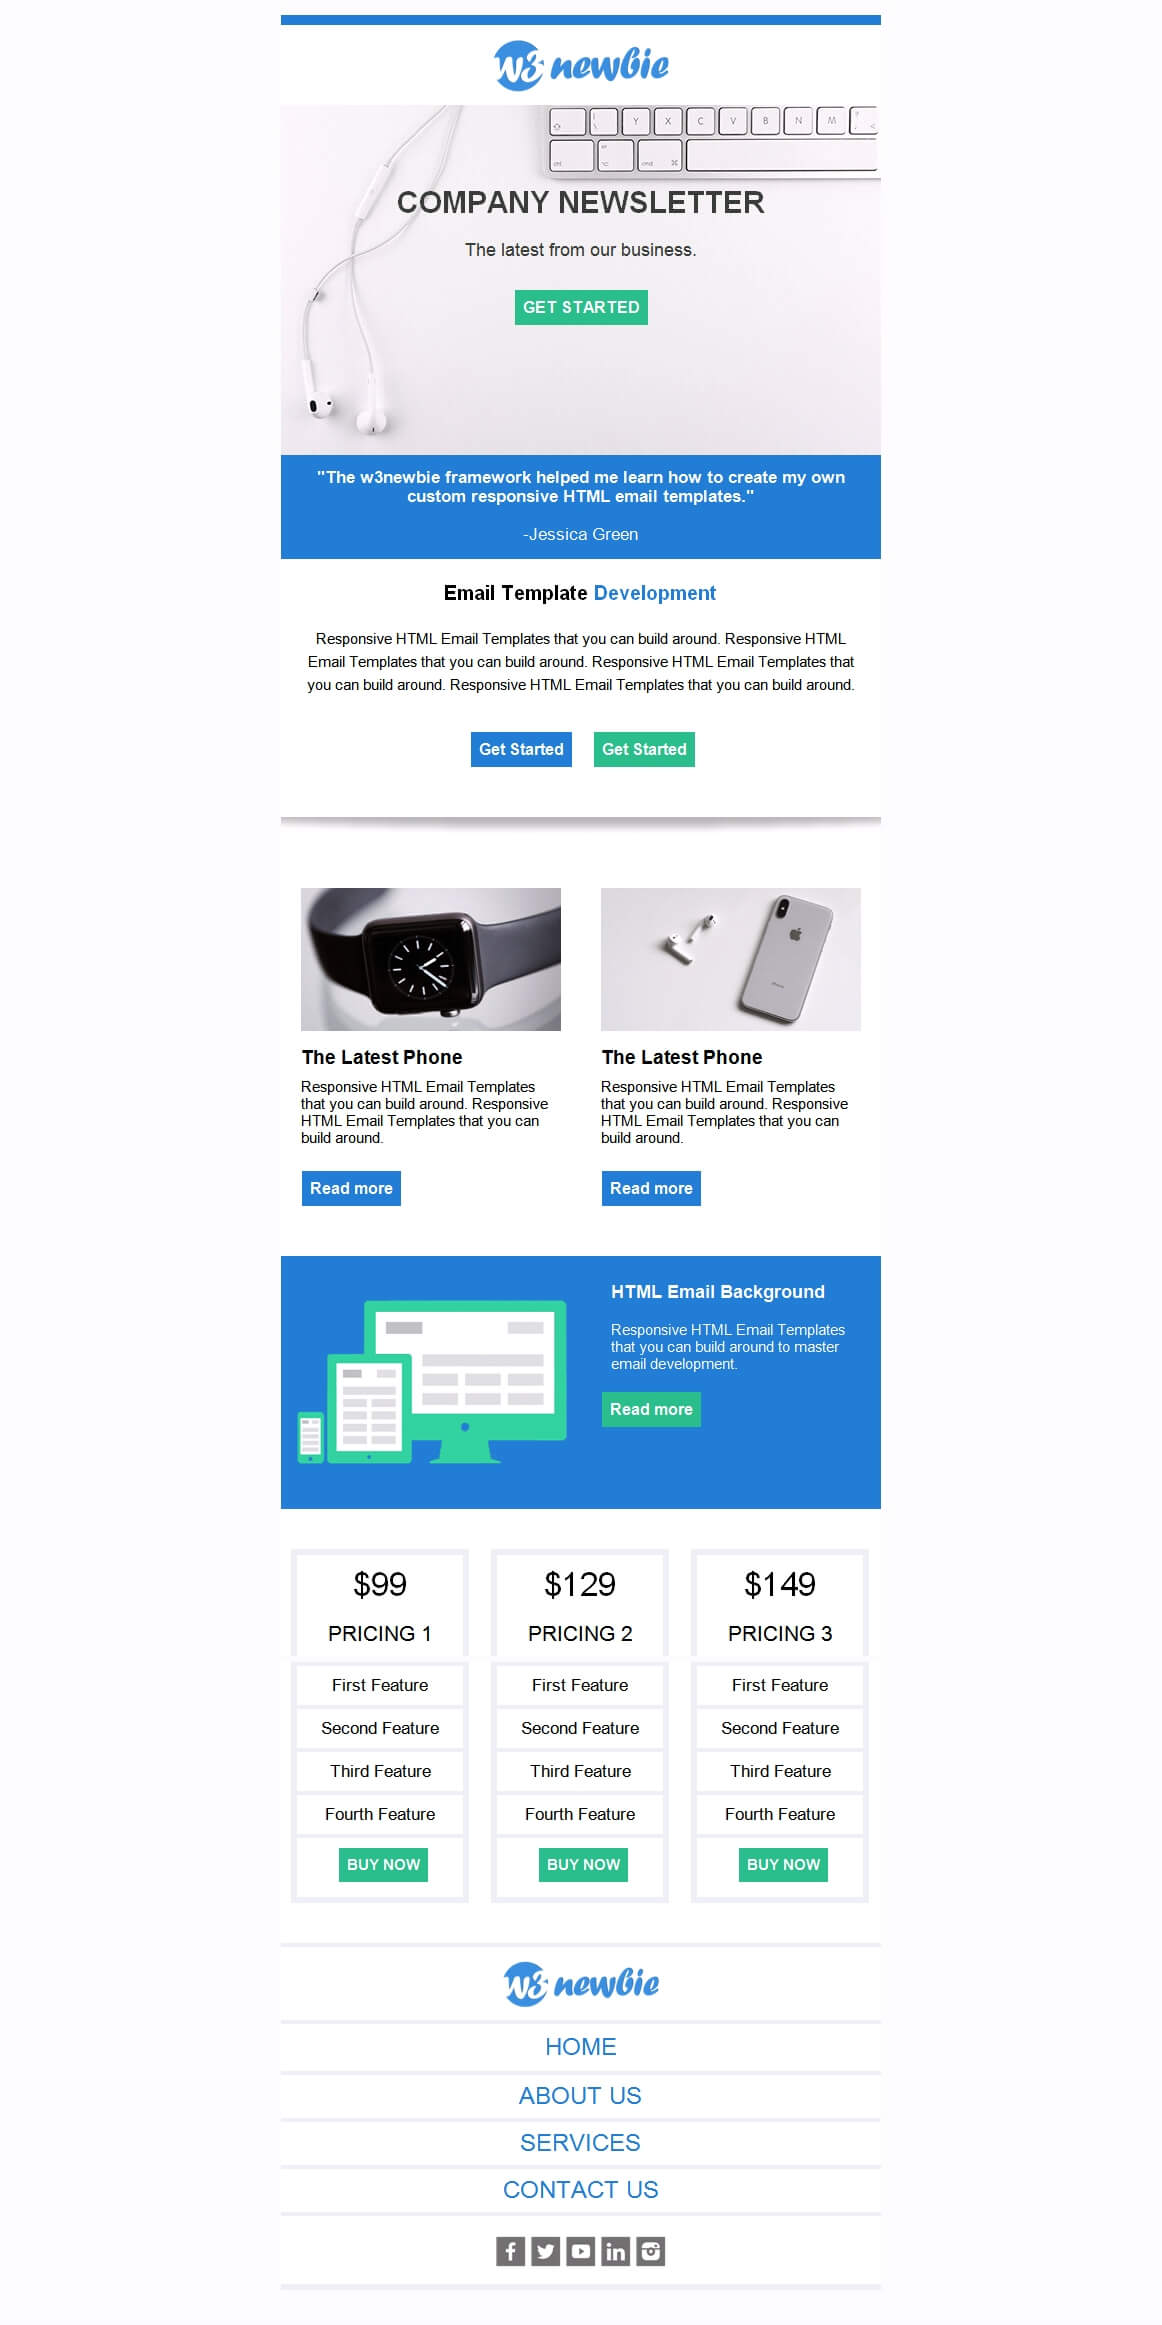 w3 newbie
Y X C V B N M ? <
ctrl cmd ⌘
COMPANY NEWSLETTER
The latest from our business.
GET STARTED
"The w3newbie framework helped me learn how to create my own
custom responsive HTML email templates."
-Jessica Green
Email Template Development
Responsive HTML Email Templates that you can build around. Responsive HTML
Email Templates that you can build around. Responsive HTML Email Templates that
you can build around. Responsive HTML Email Templates that you can build around.
Get Started Get Started
The Latest Phone
Responsive HTML Email Templates
that you can build around. Responsive
HTML Email Templates that you can
build around.
Read more
The Latest Phone
Responsive HTML Email Templates
that you can build around. Responsive
HTML Email Templates that you can
build around.
Read more
HTML Email Background
Responsive HTML Email Templates
that you can build around to master
email development.
Read more
$99
PRICING 1
First Feature
Second Feature
Third Feature
Fourth Feature
BUY NOW
$129
PRICING 2
First Feature
Second Feature
Third Feature
Fourth Feature
BUY NOW
$149
PRICING 3
First Feature
Second Feature
Third Feature
Fourth Feature
BUY NOW
w3 newbie
HOME
ABOUT US
SERVICES
CONTACT US